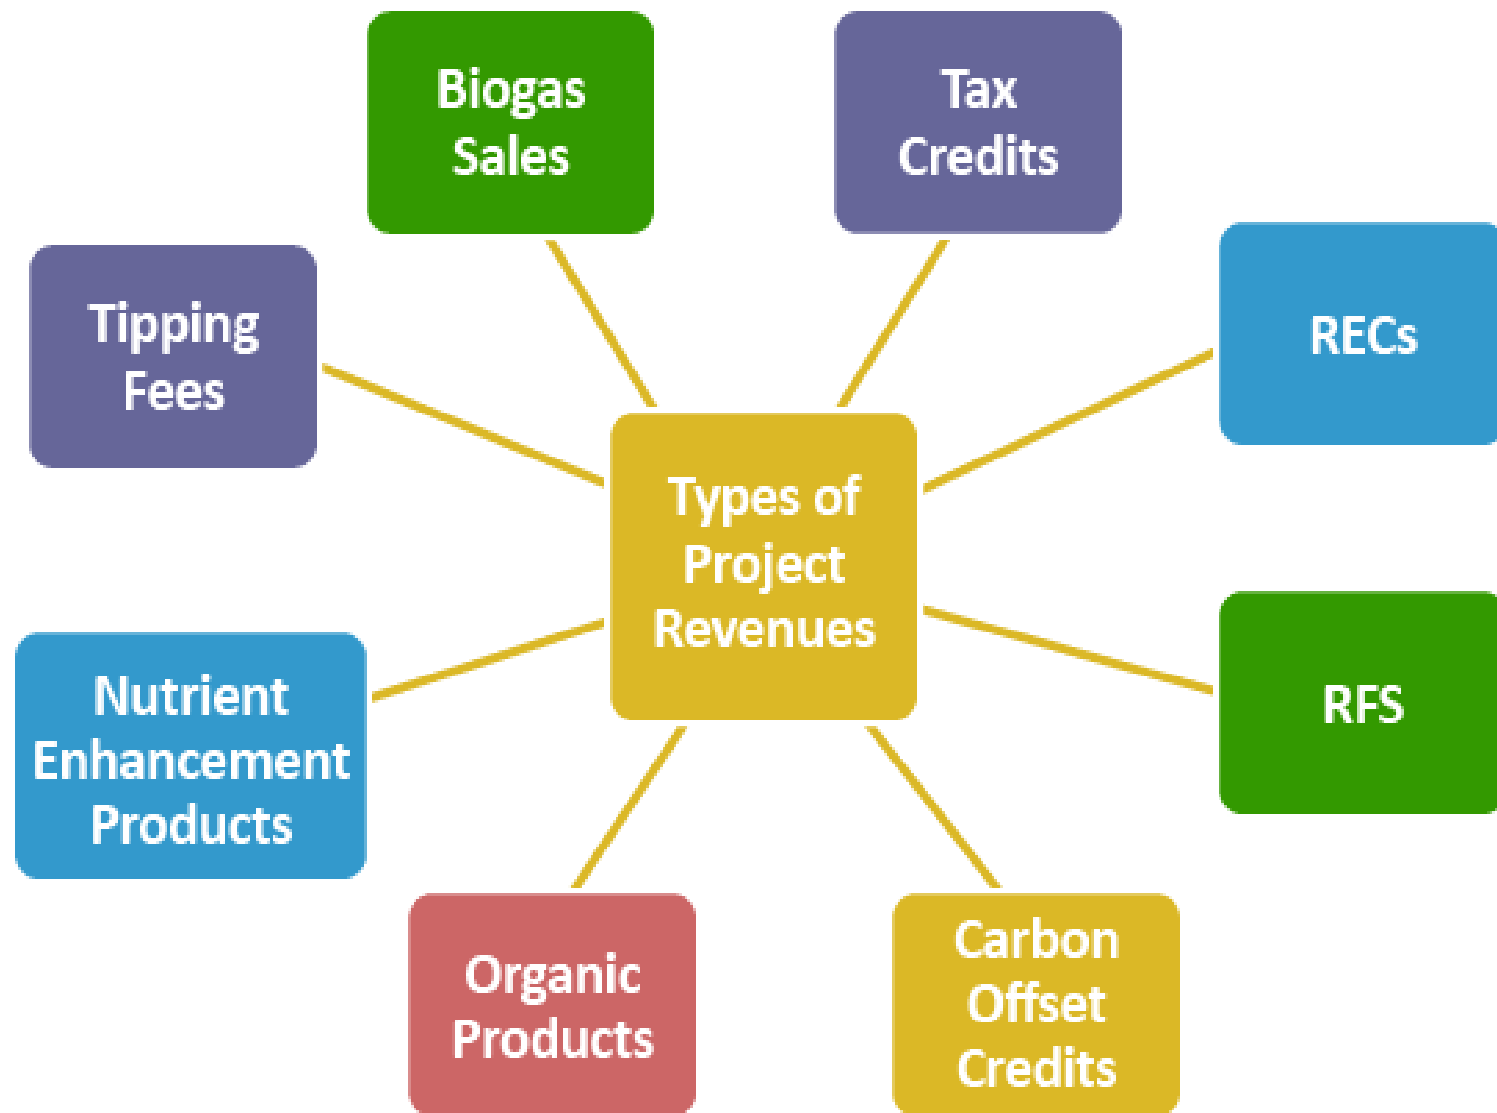 Biogas
Sales
Tax
Credits
Tipping
Fees
RECs
Types of
Project
Revenues
Nutrient
Enhancement
Products
RFS
Organic
Products
Carbon
Offset
Credits